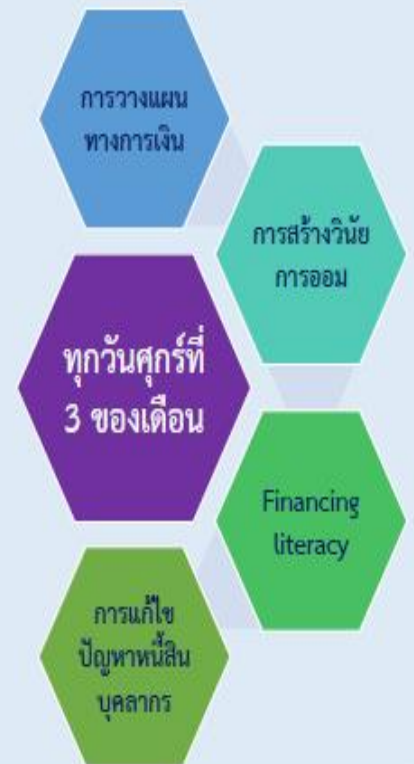 การวางแผน
ทางการเงิน
การสร้างวินัย
การออม
ทุกวันศุกร์ที่
3 ของเดือน
Financing
literacy
การแก้ไข
ปัญหาหนี้สิน
บุคลากร